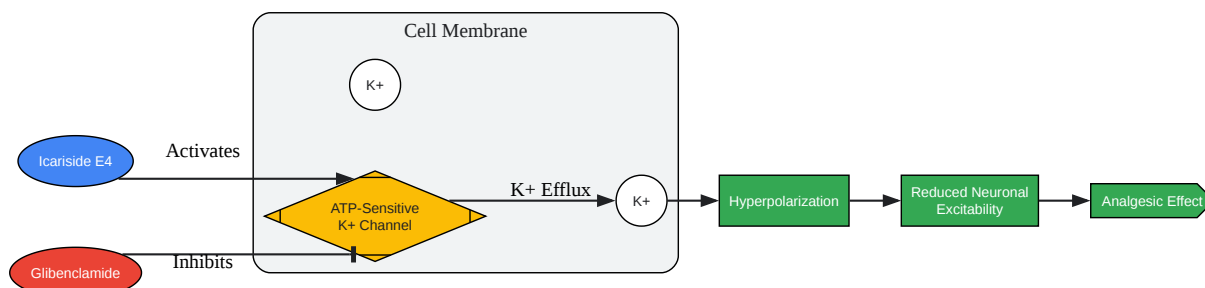 Cell Membrane
K+
Icariside E4
Activates
ATP-Sensitive
K+ Channel
K+ Efflux
K+
Hyperpolarization
Reduced Neuronal
Excitability
Analgesic Effect
Glibenclamide
Inhibits